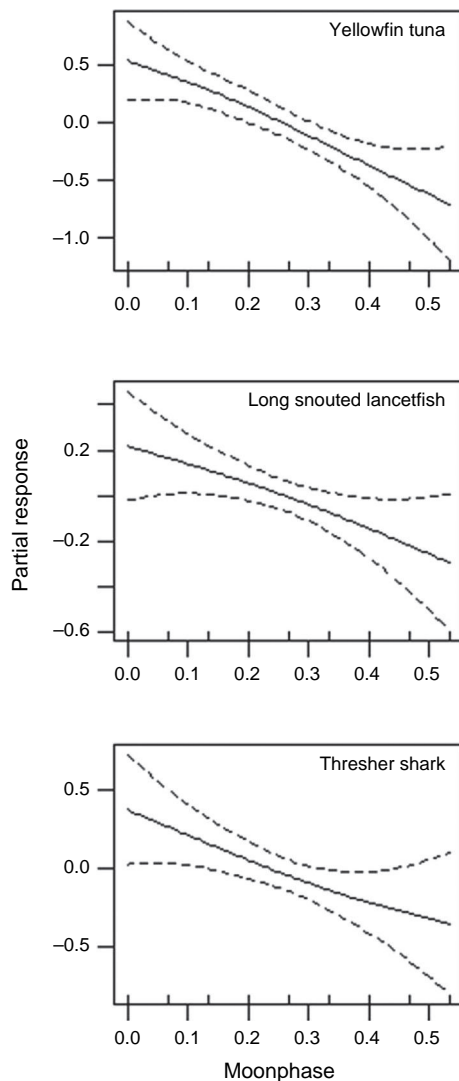 Yellowfin tuna
0.5
0.0
−0.5
−1.0
0.0 0.1 0.2 0.3 0.4 0.5
Long snouted lancetfish
0.2
−0.2
−0.6
0.0 0.1 0.2 0.3 0.4 0.5
Partial response
Thresher shark
0.5
0.0
−0.5
0.0 0.1 0.2 0.3 0.4 0.5
Moonphase